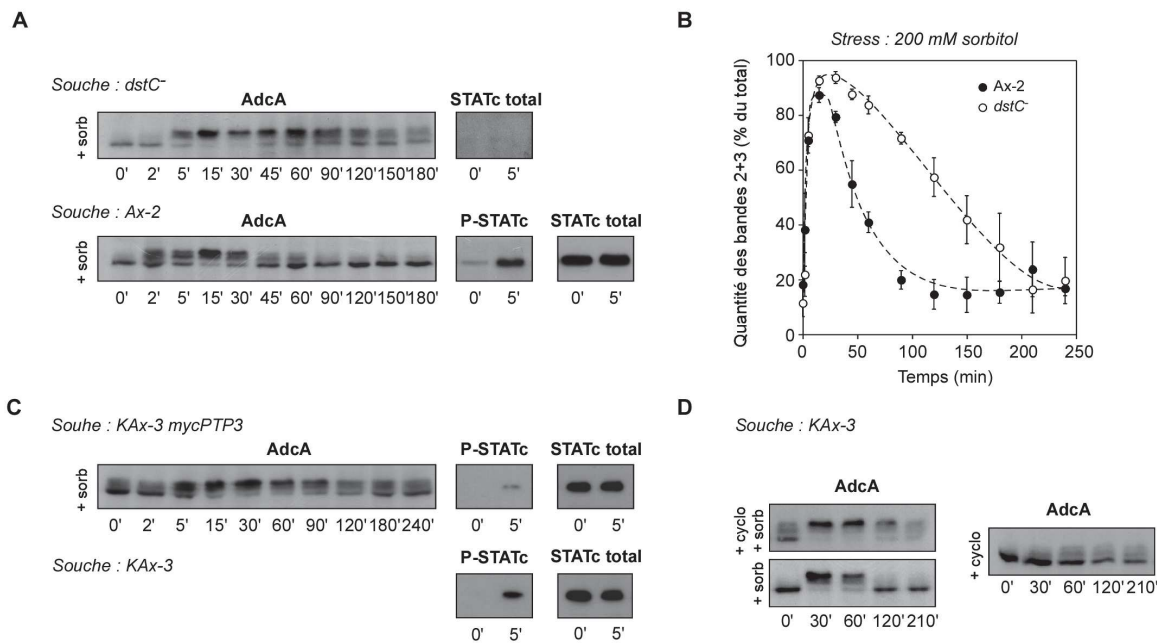 A
Souche : dstC-
AdcA
STATc total
+ sorb
0' 2' 5' 15' 30' 45' 60' 90' 120' 150' 180'
0' 5'
Souche : Ax-2
AdcA
P-STATc
STATc total
+ sorb
0' 2' 5' 15' 30' 45' 60' 90' 120' 150' 180'
0' 5'
0' 5'
B
Stress : 200 mM sorbitol
Quantité des bandes 2+3 (% du total)
100
80
60
40
20
0
Ax-2
dstC-
0 50 100 150 200 250
Temps (min)
C
Souhe : KAx-3 mycPTP3
AdcA
P-STATc
STATc total
+ sorb
0' 2' 5' 15' 30' 60' 90' 120' 180' 240'
0' 5'
0' 5'
Souche : KAx-3
P-STATc
STATc total
0' 5'
0' 5'
D
Souche : KAx-3
AdcA
+ cyclo
+ sorb
+ sorb
0' 30' 60' 120' 210'
AdcA
+ cyclo
0' 30' 60' 120' 210'